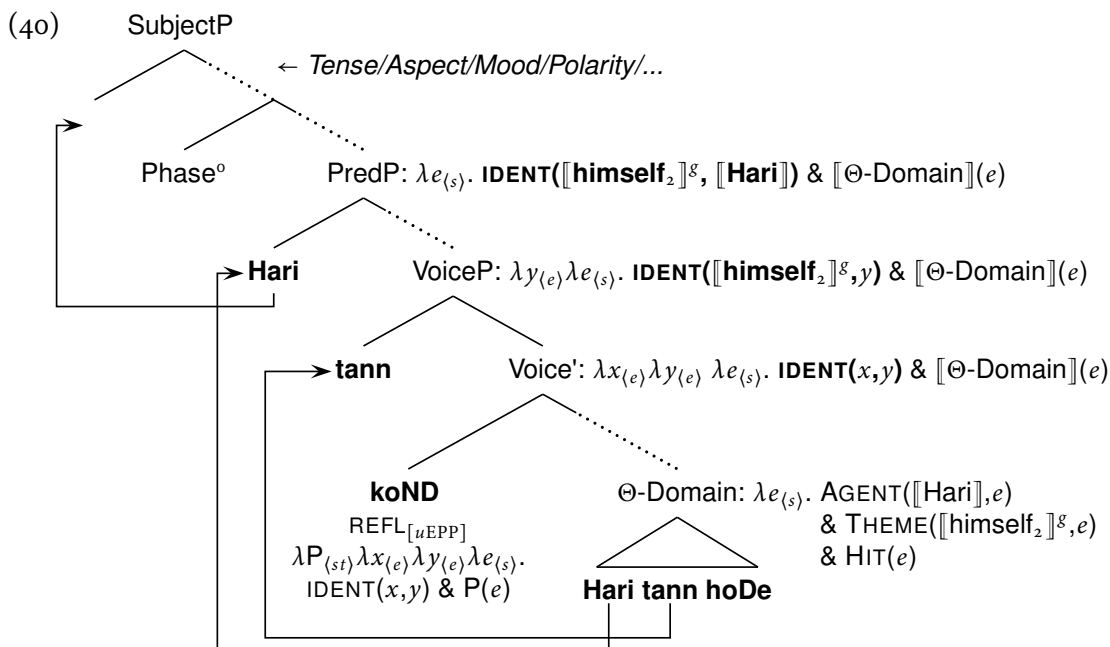 (40) SubjectP
← Tense/Aspect/Mood/Polarity/...
Phase⁰ PredP: λe⟨s⟩. IDENT(⟦himself₂⟧ᵍ, ⟦Hari⟧) & ⟦Θ-Domain⟧(e)
Hari VoiceP: λy⟨e⟩λe⟨s⟩. IDENT(⟦himself₂⟧ᵍ,y) & ⟦Θ-Domain⟧(e)
tann Voice': λx⟨e⟩λy⟨e⟩ λe⟨s⟩. IDENT(x,y) & ⟦Θ-Domain⟧(e)
koND Θ-Domain: λe⟨s⟩. AGENT(⟦Hari⟧,e)
REFL[uEPP] & THEME(⟦himself₂⟧ᵍ,e)
λP⟨st⟩λx⟨e⟩λy⟨e⟩λe⟨s⟩. & HIT(e)
IDENT(x,y) & P(e) Hari tann hoDe